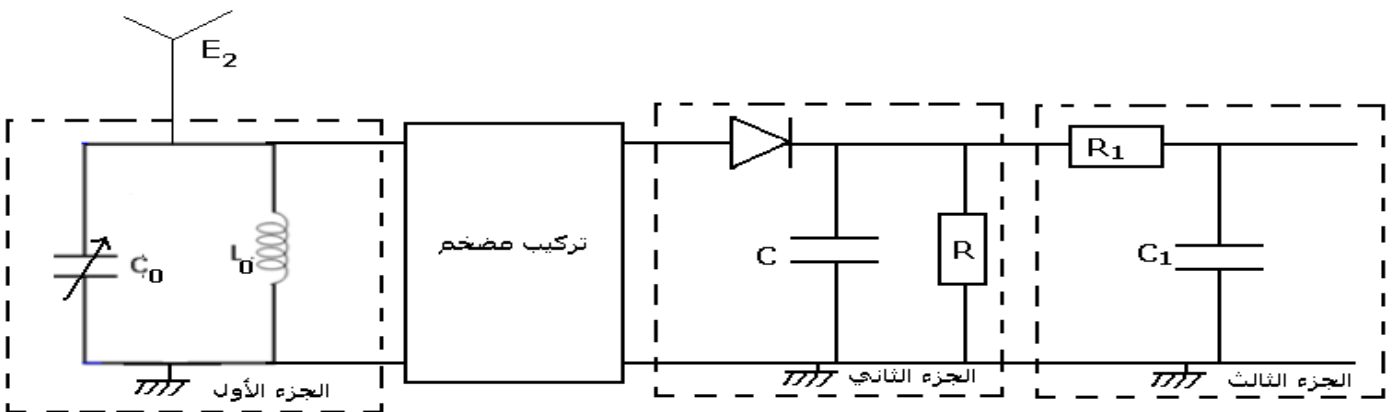 E2
C0
L0
الجزء الأول
تركيب مضخم
C
R
الجزء الثاني
R1
C1
الجزء الثالث